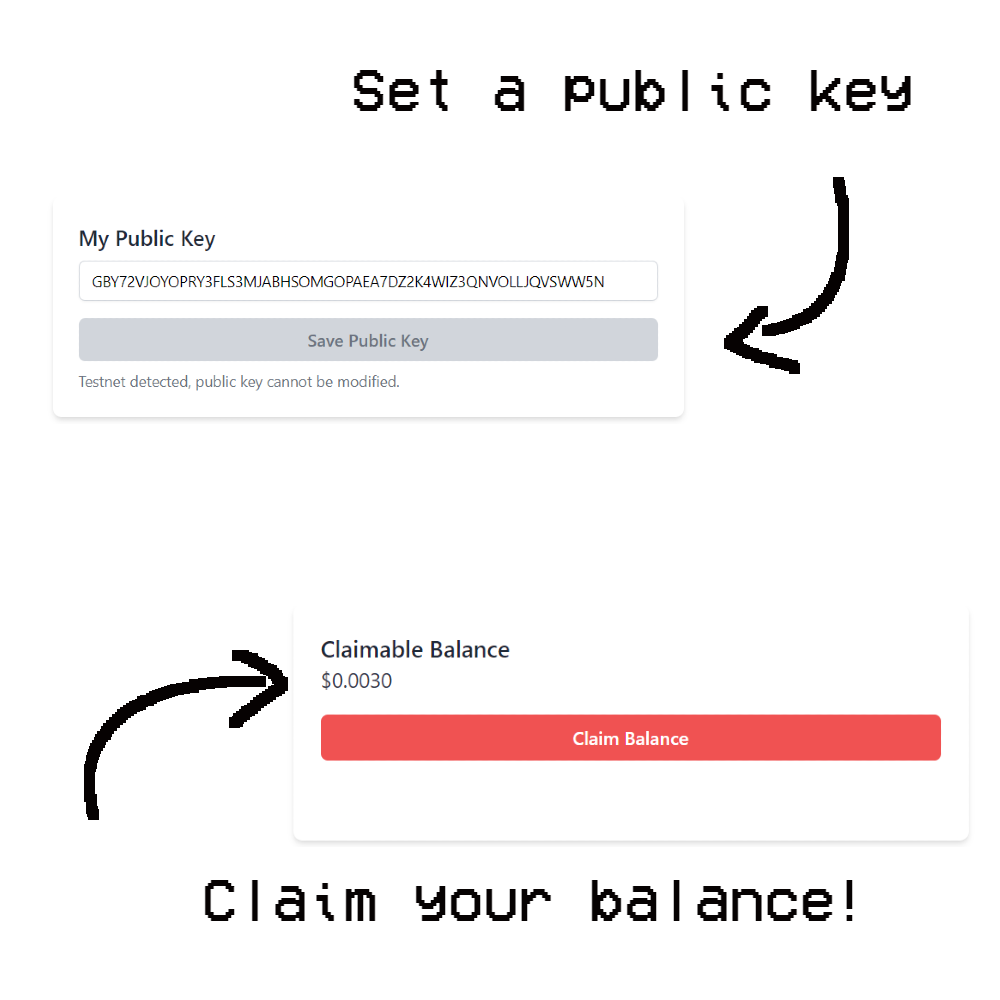 Set a public key
My Public Key
GBY72VJOYOPRY3FLS3MJABHSOMGOPAEA7DZ2K4WIZ3QNVOLLJQVSWW5N
Save Public Key
Testnet detected, public key cannot be modified.
Claimable Balance
$0.0030
Claim Balance
Claim your balance!